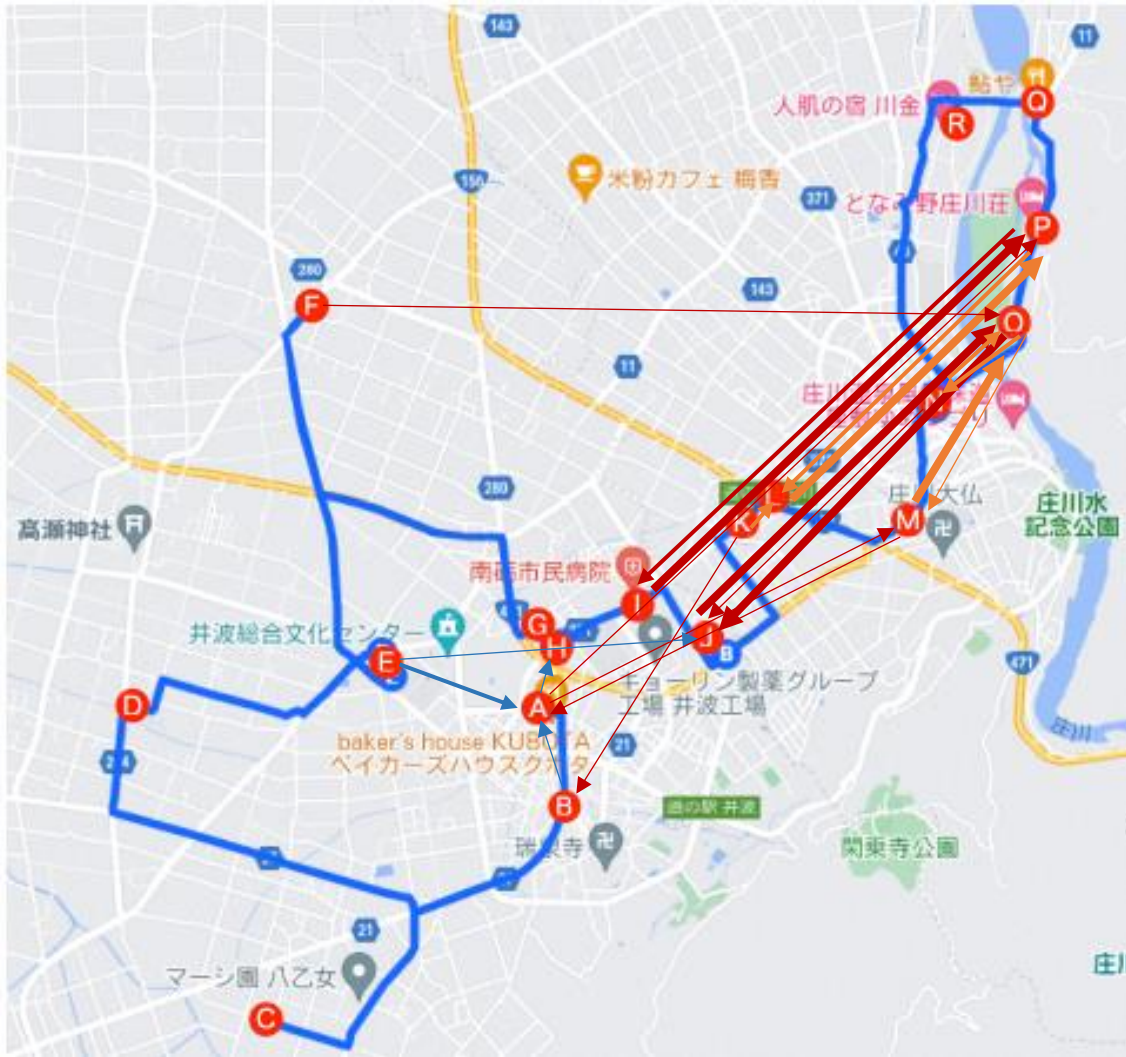 143
11
鮎や
Q
人肌の宿 川金
R
156
米粉カフェ 梅香
371
となみ野庄川荘
P
280
F
143
O
11
N
280
庄川水
記念公園
高瀬神社
大仏
K
L
M
南砺市民病院
I
G
H
J
B
井波総合文化センター
E
キョーリン製薬グループ
工場 井波工場
471
D
A
21
庄川
baker's house KUBOTA
ベイカーズハウスクボタ
B
道の駅 井波
瑞泉寺
閑乗寺公園
21
マーシ園 八乙女
C
庄川